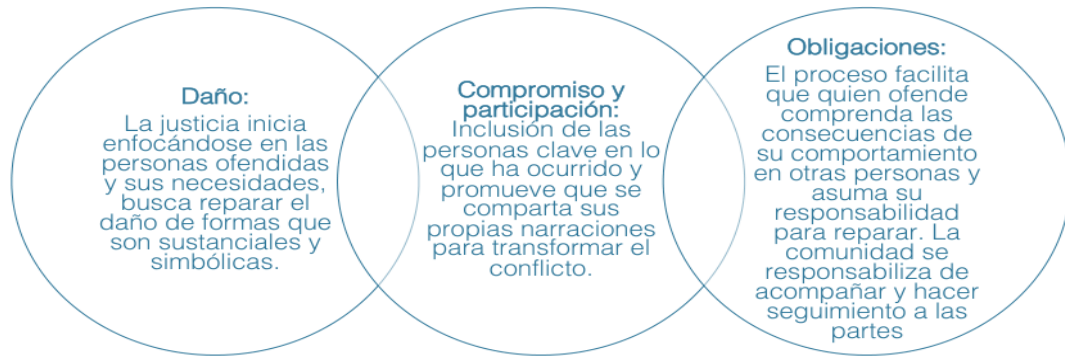 Daño:
La justicia inicia
enfocándose en las
personas ofendidas
y sus necesidades,
busca reparar el
daño de formas que
son sustanciales y
simbólicas.
Compromiso y
participación:
Inclusión de las
personas clave en lo
que ha ocurrido y
promueve que se
comparta sus
propias narraciones
para transformar el
conflicto.
Obligaciones:
El proceso facilita
que quien ofende
comprenda las
consecuencias de
su comportamiento
en otras personas y
asuma su
responsabilidad
para reparar. La
comunidad se
responsabiliza de
acompañar y hacer
seguimiento a las
partes